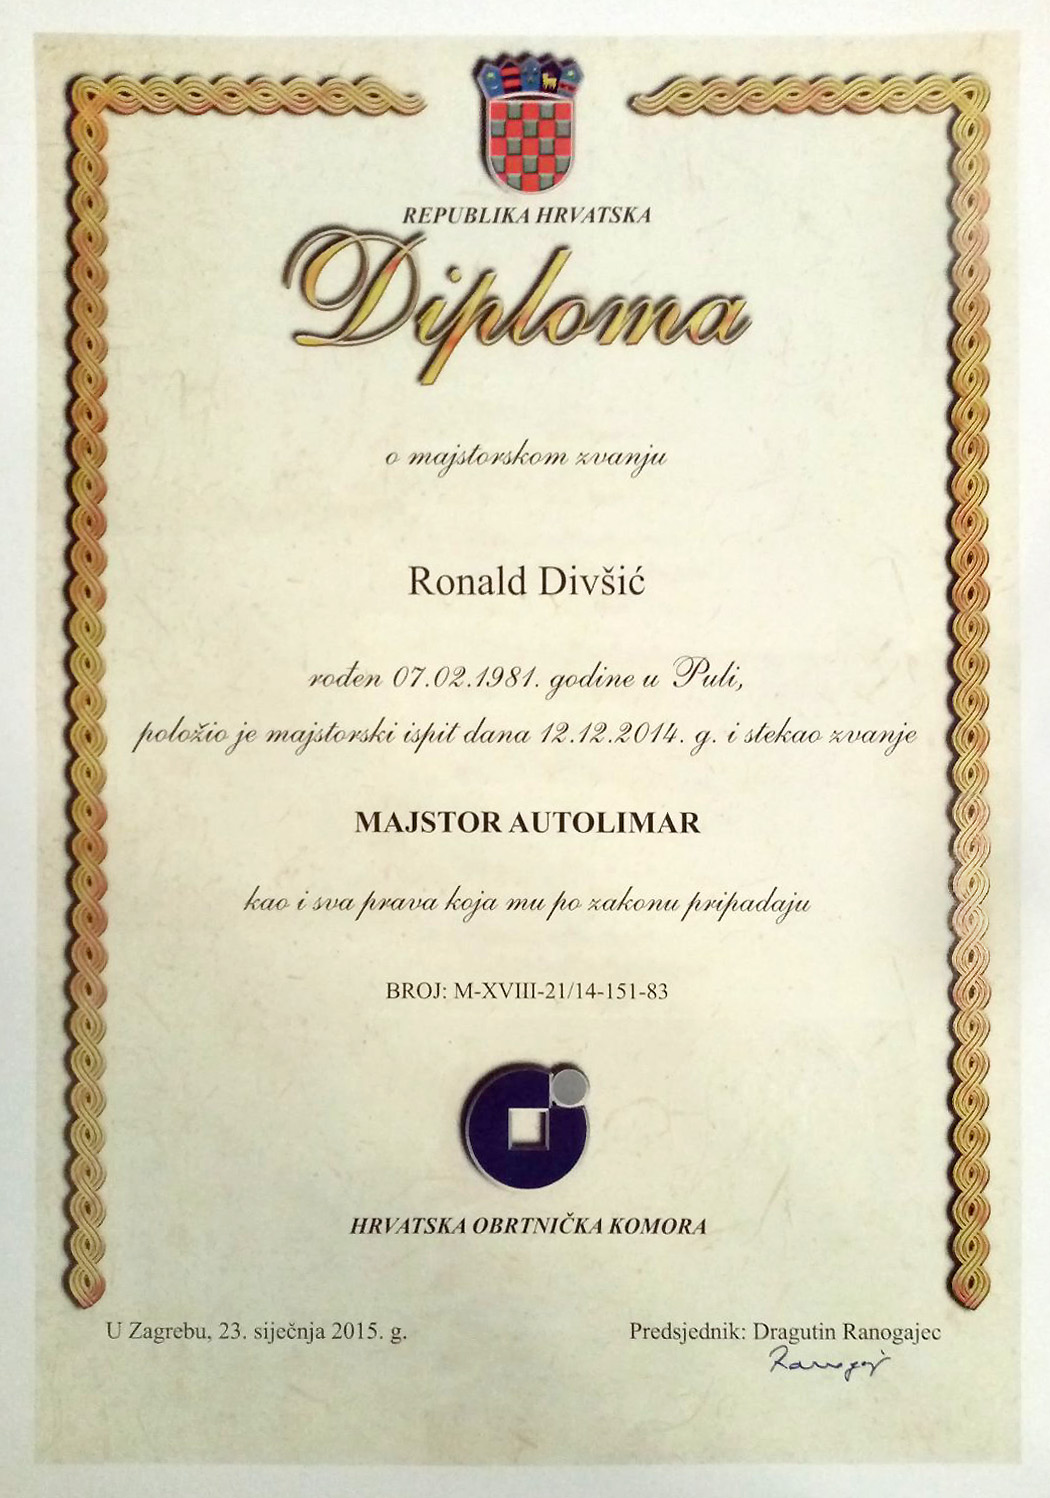 REPUBLIKA HRVATSKA
Diploma
o majstorskom zvanju
Ronald Divšić
rođen 07.02.1981. godine u Puli,
položio je majstorski ispit dana 12.12.2014. g. i stekao zvanje
MAJSTOR AUTOLIMAR
kao i sva prava koja mu po zakonu pripadaju
BROJ: M-XVIII-21/14-151-83
HRVATSKA OBRTNIČKA KOMORA
U Zagrebu, 23. siječnja 2015. g.
Predsjednik: Dragutin Ranogajec